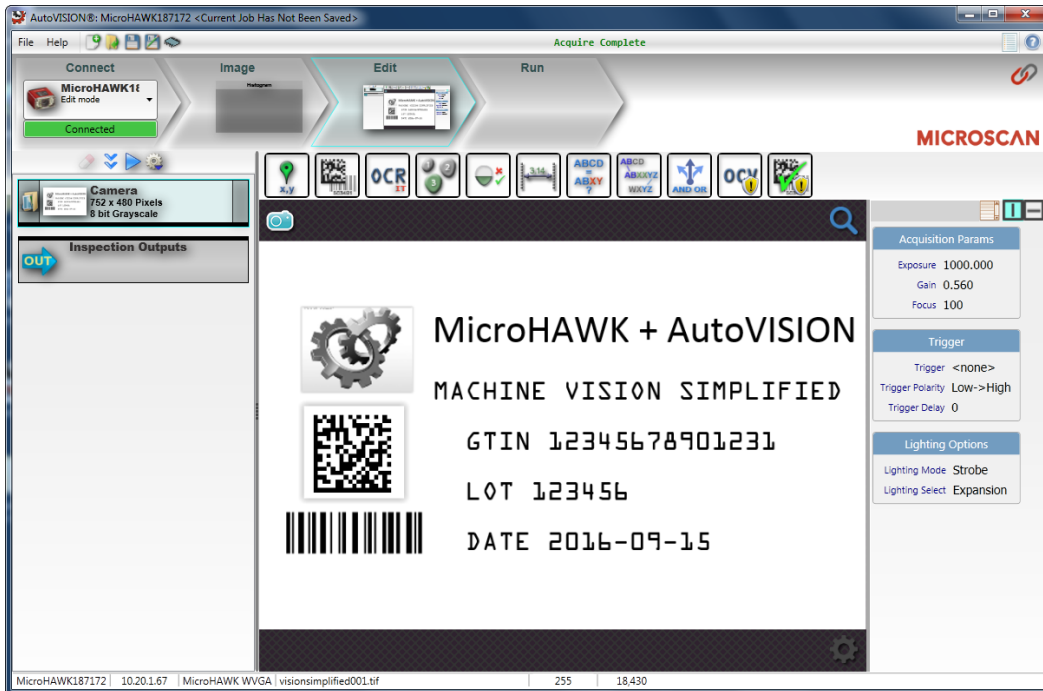 AutoVISION®: MicroHAWK187172 <Current Job Has Not Been Saved>
File Help
Acquire Complete
Connect
Image
Edit
Run
MicroHAWK18
Edit mode
Connected
Histogram
MICROSCAN
x,y
OCR
IT
3.14
ABCD
=
ABXY
?
ABCD
ABXXYZ
WXYZ
AND OR
OCV
Camera
752 x 480 Pixels
8 bit Grayscale
OUT
Inspection Outputs
MicroHAWK + AutoVISION
MACHINE VISION SIMPLIFIED
GTIN 12345678901231
LOT 123456
DATE 2016-09-15
Acquisition Params
Exposure 1000.000
Gain 0.560
Focus 100
Trigger
Trigger <none>
Trigger Polarity Low->High
Trigger Delay 0
Lighting Options
Lighting Mode Strobe
Lighting Select Expansion
MicroHAWK187172 10.20.1.67 MicroHAWK WVGA visionsimplified001.tif 255 18,430